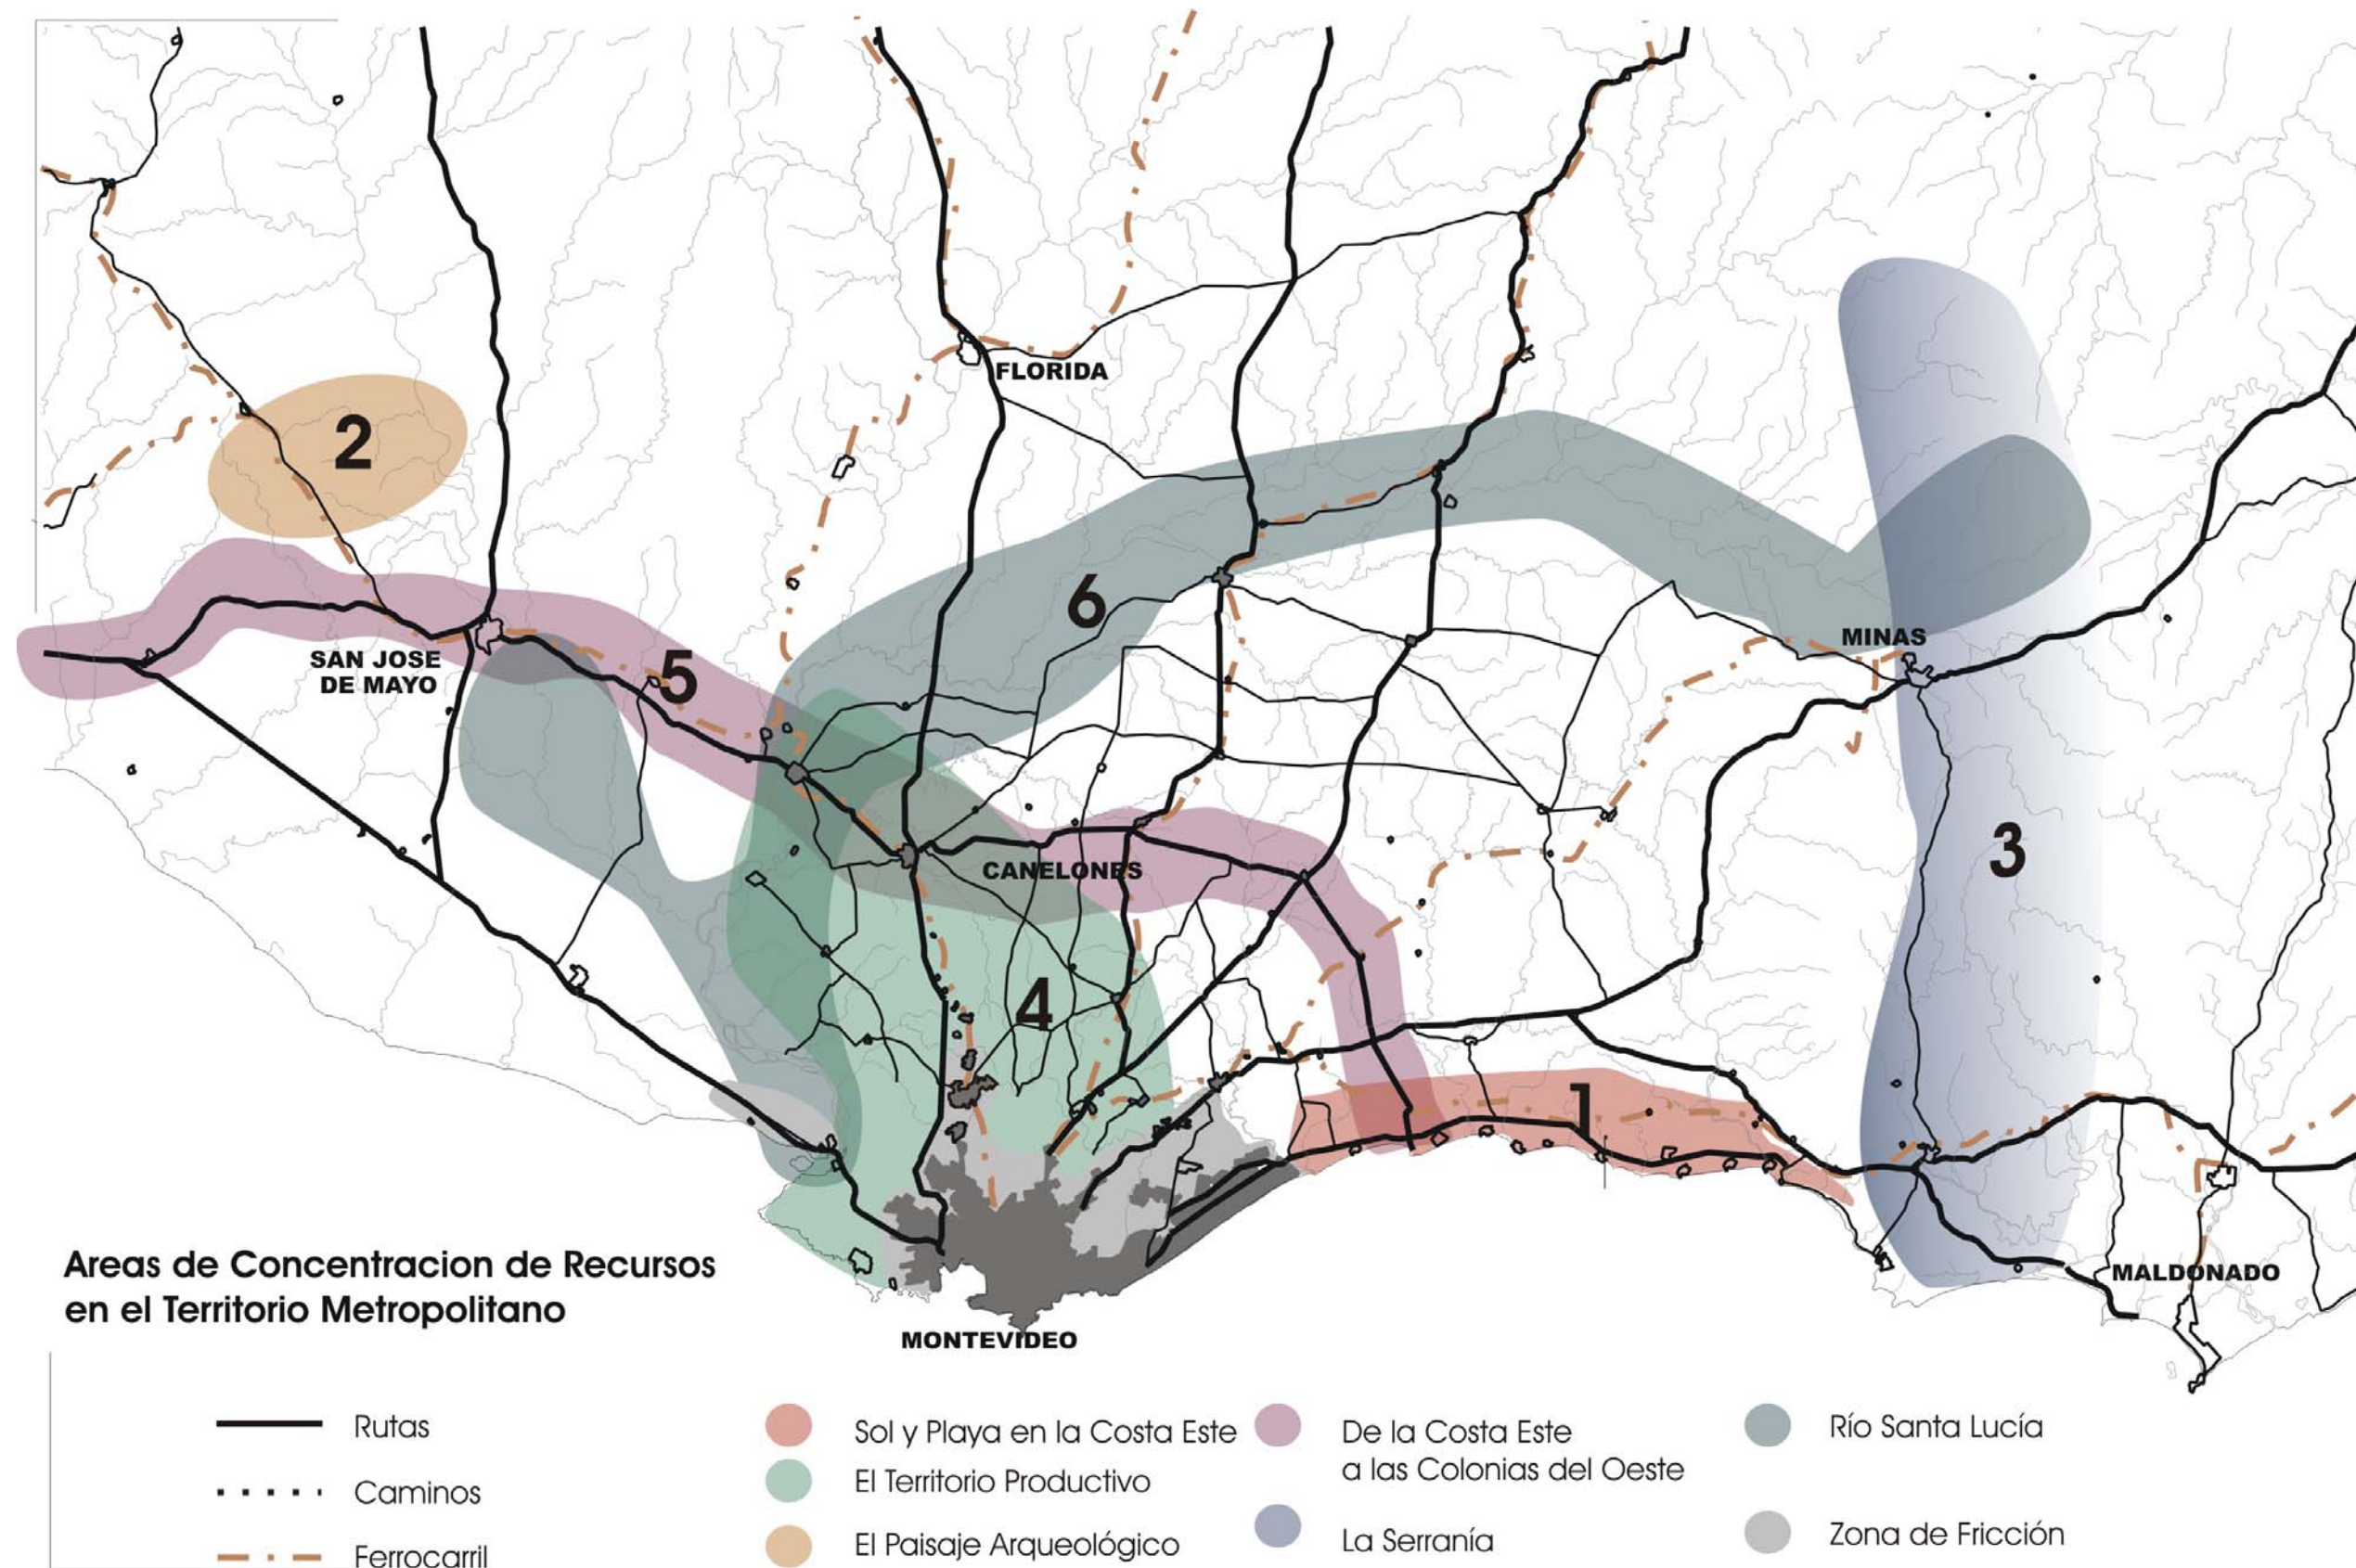 2
FLORIDA
6
MINAS
SAN JOSE
DE MAYO
5
3
CANELONES
4
1
Areas de Concentracion de Recursos
en el Territorio Metropolitano
MALDONADO
MONTEVIDEO
Rutas
Caminos
Ferrocarril
Sol y Playa en la Costa Este
El Territorio Productivo
El Paisaje Arqueológico
De la Costa Este
a las Colonias del Oeste
La Serranía
Río Santa Lucía
Zona de Fricción